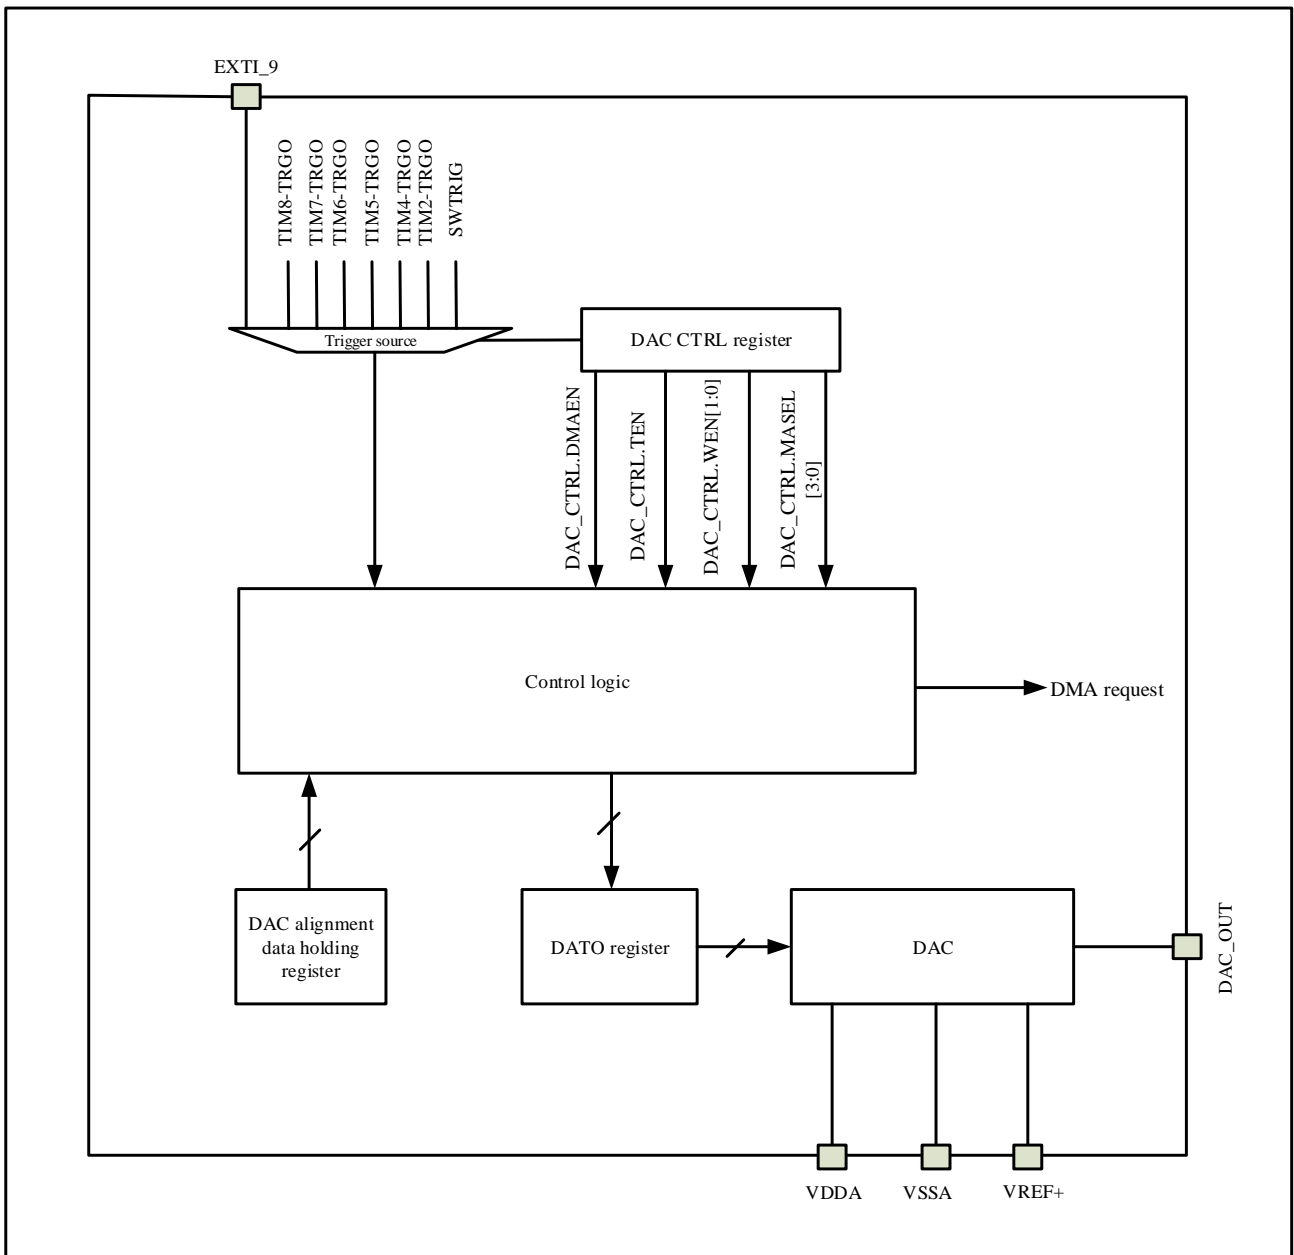 EXTI_9
TIM8-TRGO
TIM7-TRGO
TIM6-TRGO
TIM5-TRGO
TIM4-TRGO
TIM2-TRGO
SWTRIG
Trigger source
DAC CTRL register
DAC_CTRL.DMAEN
DAC_CTRL.TEN
DAC_CTRL.WEN[1:0]
DAC_CTRL.MASEL
[3:0]
Control logic
DMA request
DAC alignment
data holding
register
DATO register
DAC
DAC_OUT
VDDA
VSSA
VREF+